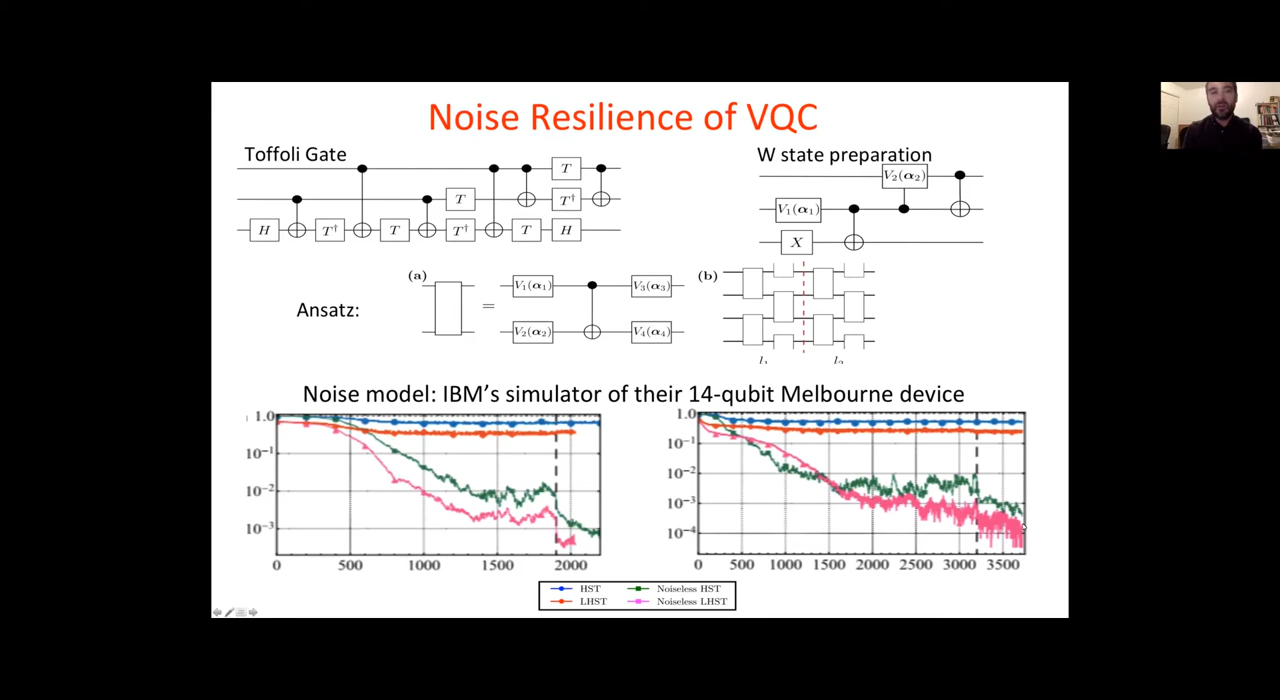 Noise Resilience of VQC
Toffoli Gate
T
T
T†
H
T†
T
T†
T
H
W state preparation
V₂(α₂)
V₁(α₁)
X
Ansatz:
(a)
=
V₁(α₁)
V₃(α₃)
V₂(α₂)
V₄(α₄)
(b)
l₁
l₂
Noise model: IBM's simulator of their 14-qubit Melbourne device
1.0
10⁻¹
10⁻²
10⁻³
0 500 1000 1500 2000
1.0
10⁻¹
10⁻²
10⁻³
10⁻⁴
0 500 1000 1500 2000 2500 3000 3500
HST Noiseless HST
LHST Noiseless LHST